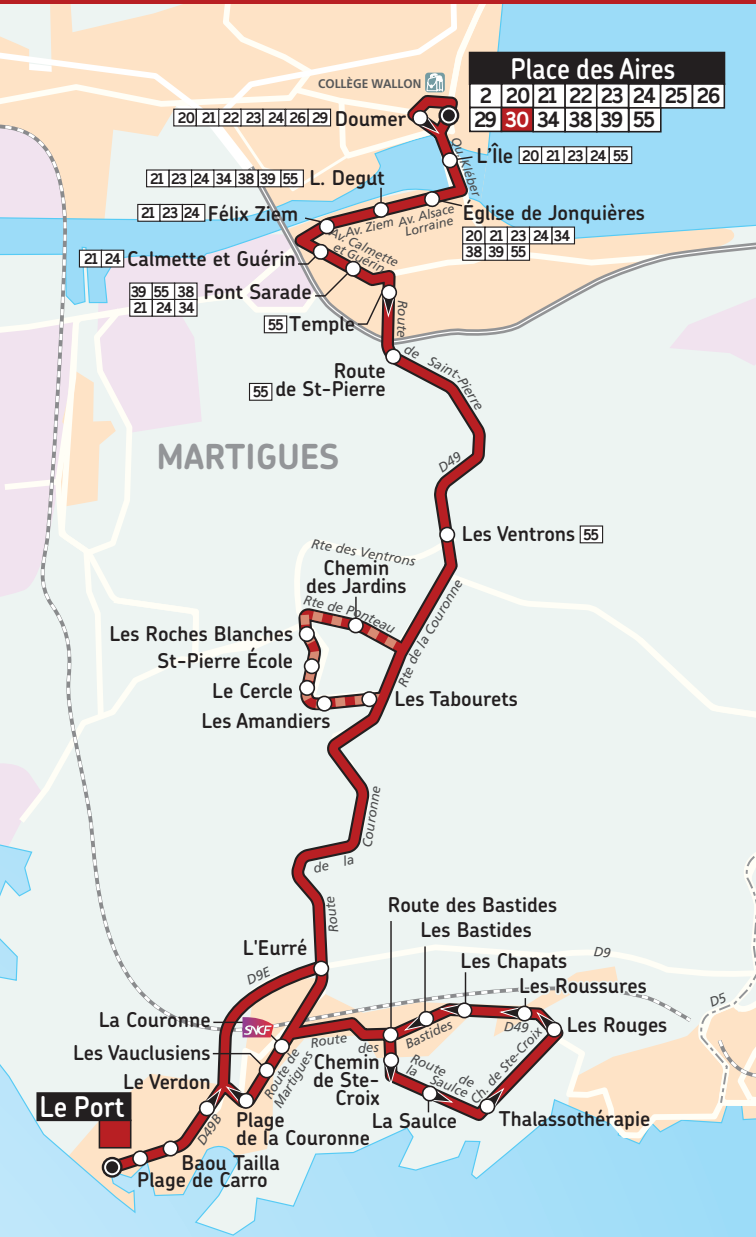 Place des Aires
2 20 21 22 23 24 25 26
29 30 34 38 39 55
COLLÈGE WALLON
20 21 22 23 24 26 29 Doumer
Qu. Kléber
L'Île 20 21 23 24 55
21 23 24 34 38 39 55 L. Degut
21 23 24 Félix Ziem
Av. Ziem
Av. Alsace
Lorraine
Église de Jonquières
20 21 23 24 34
38 39 55
Av. Calmette
et Guérin
21 24 Calmette et Guérin
39 55 38
21 24 34
Font Sarade
55 Temple
Route
de Saint-Pierre
Route
55 de St-Pierre
MARTIGUES
D49
Les Ventrons 55
Rte des Ventrons
Chemin
des Jardins
Rte de Ponteau
Rte de la Couronne
Les Roches Blanches
St-Pierre École
Le Cercle
Les Tabourets
Les Amandiers
Couronne
de la
Route
Route des Bastides
Les Bastides
L'Eurré
D9
Les Chapats
D9E
Les Roussures
D5
La Couronne
SNCF
D49
Les Rouges
Route
des
Bastides
Les Vauclusiens
Route de
Martigues
Chemin
de Ste-
Croix
Route de
la Saulce
Ch. de Ste-Croix
Le Verdon
Le Port
D49B
Plage
de la Couronne
La Saulce
Thalassothérapie
Baou Tailla
Plage de Carro